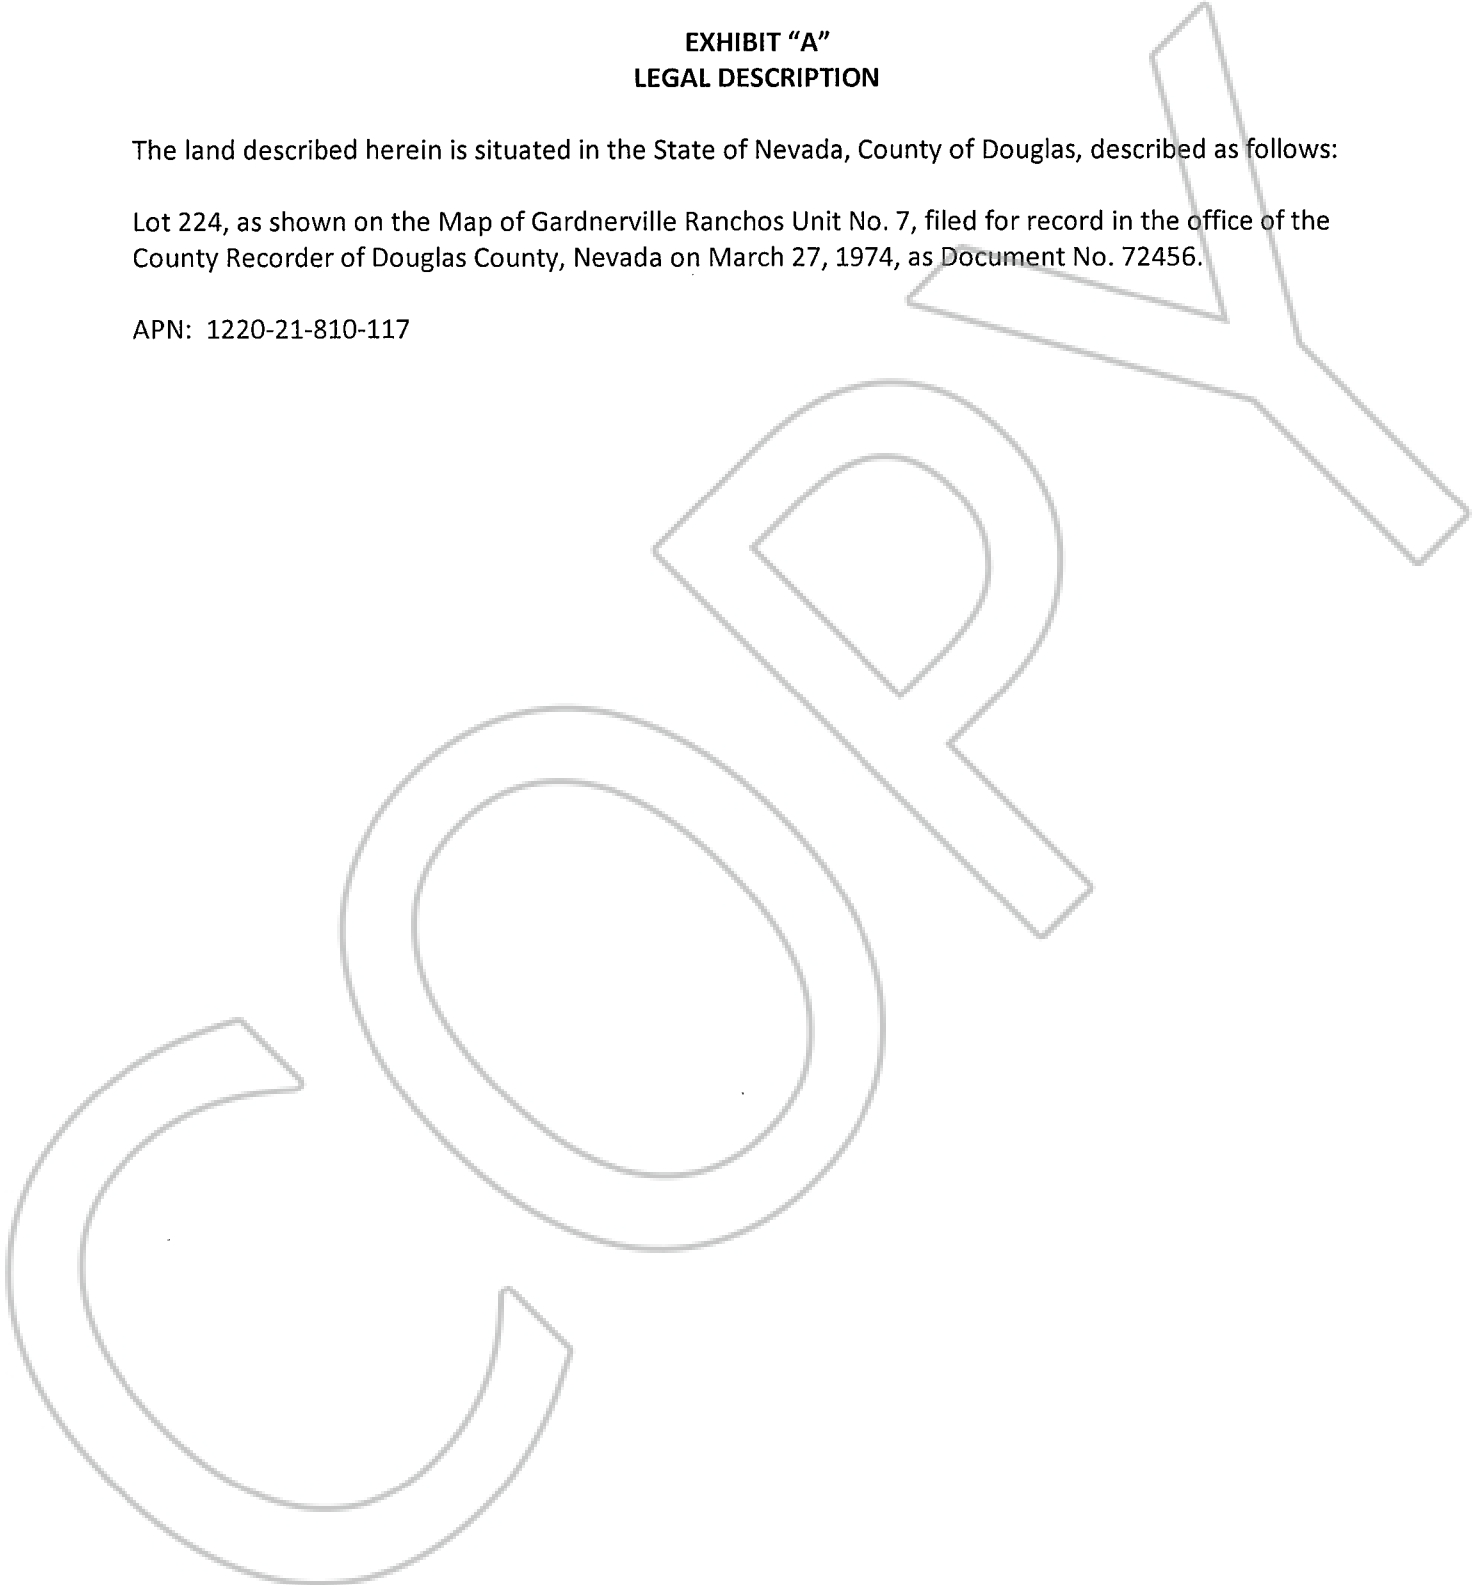 EXHIBIT “A”
LEGAL DESCRIPTION
The land described herein is situated in the State of Nevada, County of Douglas, described as follows:
Lot 224, as shown on the Map of Gardnerville Ranchos Unit No. 7, filed for record in the office of the
County Recorder of Douglas County, Nevada on March 27, 1974, as Document No. 72456.
APN:  1220-21-810-117
COPY